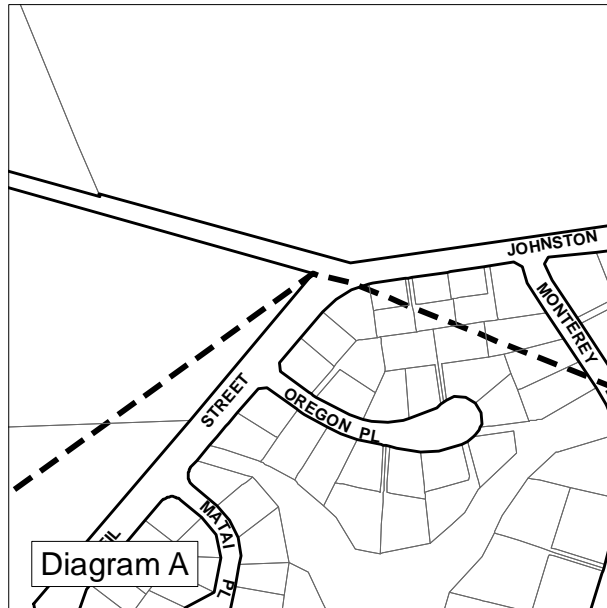 JOHNSTON
MONTEREY
STREET
OREGON PL
MATAI PL
Diagram A